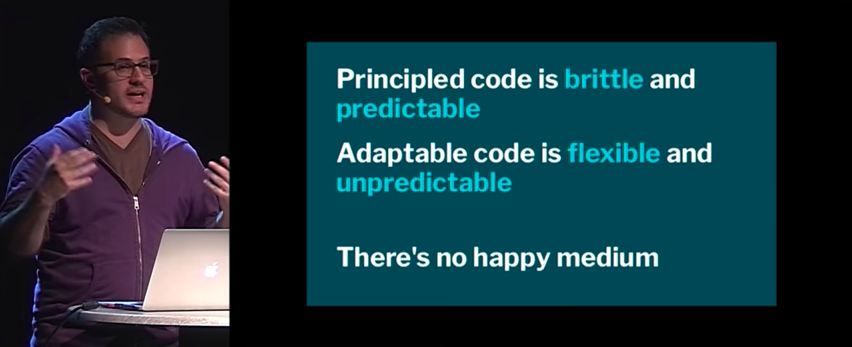 Principled code is brittle and
predictable
Adaptable code is flexible and
unpredictable
There's no happy medium